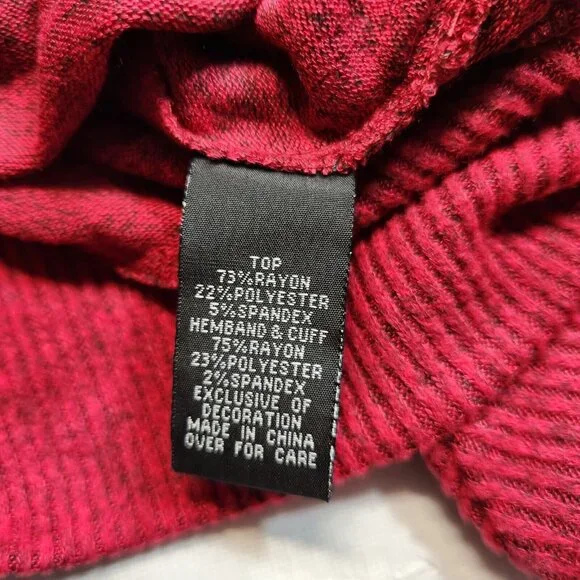 TOP
73%RAYON
22%POLYESTER
5%SPANDEX
HEMBAND & CUFF
75%RAYON
23%POLYESTER
2%SPANDEX
EXCLUSIVE OF
DECORATION
MADE IN CHINA
OVER FOR CARE